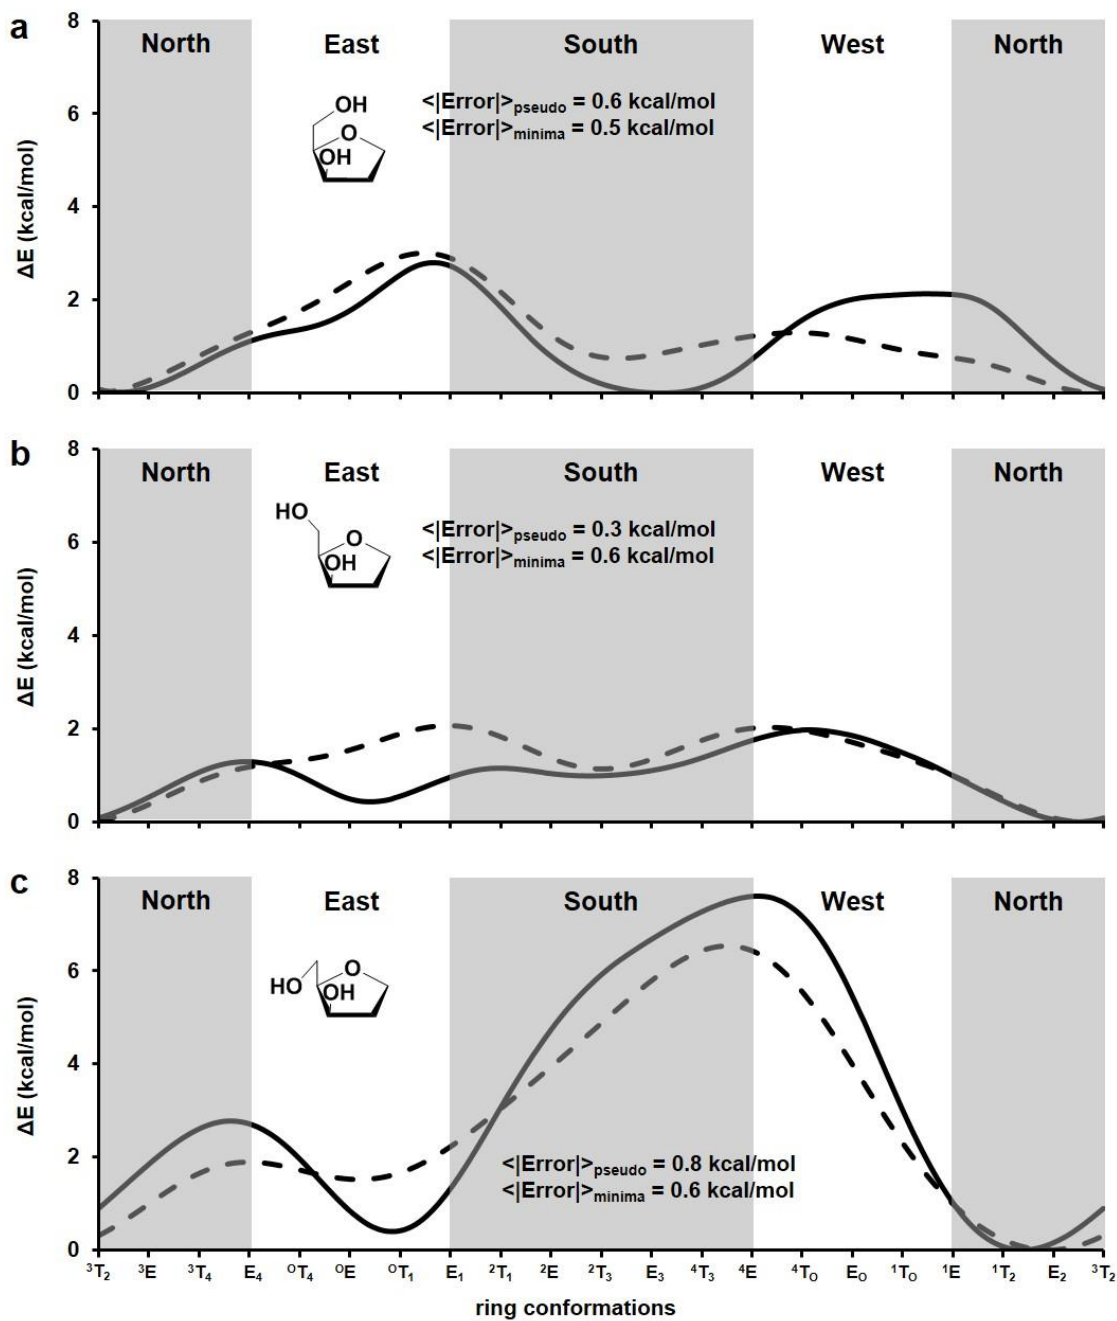 a
8
North
East
South
West
North
OH
O
OH
<|Error|>pseudo = 0.6 kcal/mol
<|Error|>minima = 0.5 kcal/mol
6
4
2
0
ΔE (kcal/mol)
b
8
North
East
South
West
North
HO
O
OH
<|Error|>pseudo = 0.3 kcal/mol
<|Error|>minima = 0.6 kcal/mol
6
4
2
0
ΔE (kcal/mol)
c
8
North
East
South
West
North
O
HO
OH
6
4
2
0
ΔE (kcal/mol)
<|Error|>pseudo = 0.8 kcal/mol
<|Error|>minima = 0.6 kcal/mol
³T₂ ³E ³T₄ E₄ ᴼT₄ ᴼE ᴼT₁ E₁ ²T₁ ²E ²T₃ E₃ ⁴T₃ ⁴E ⁴Tₒ Eₒ ¹Tₒ ¹E ¹T₂ E₂ ³T₂
ring conformations